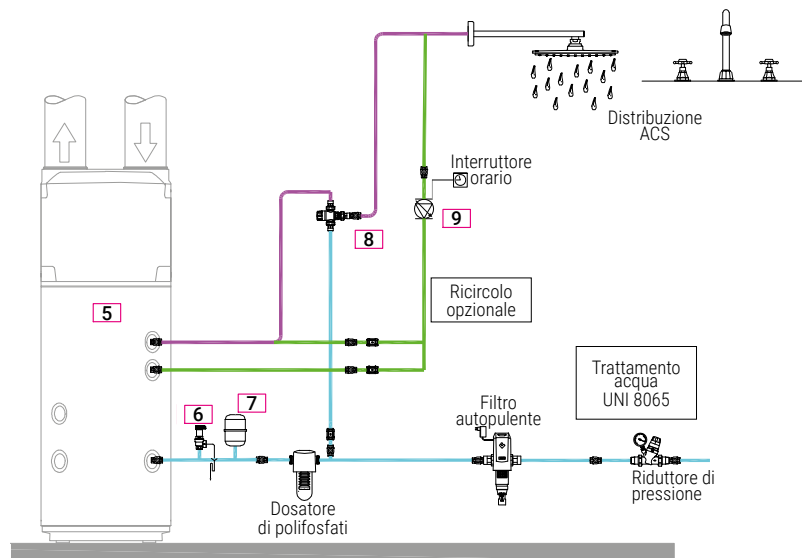 Distribuzione
ACS
Interruttore
orario
8
9
5
Ricircolo
opzionale
Trattamento
acqua
UNI 8065
6
7
Filtro
autopulente
Riduttore di
pressione
Dosatore
di polifosfati